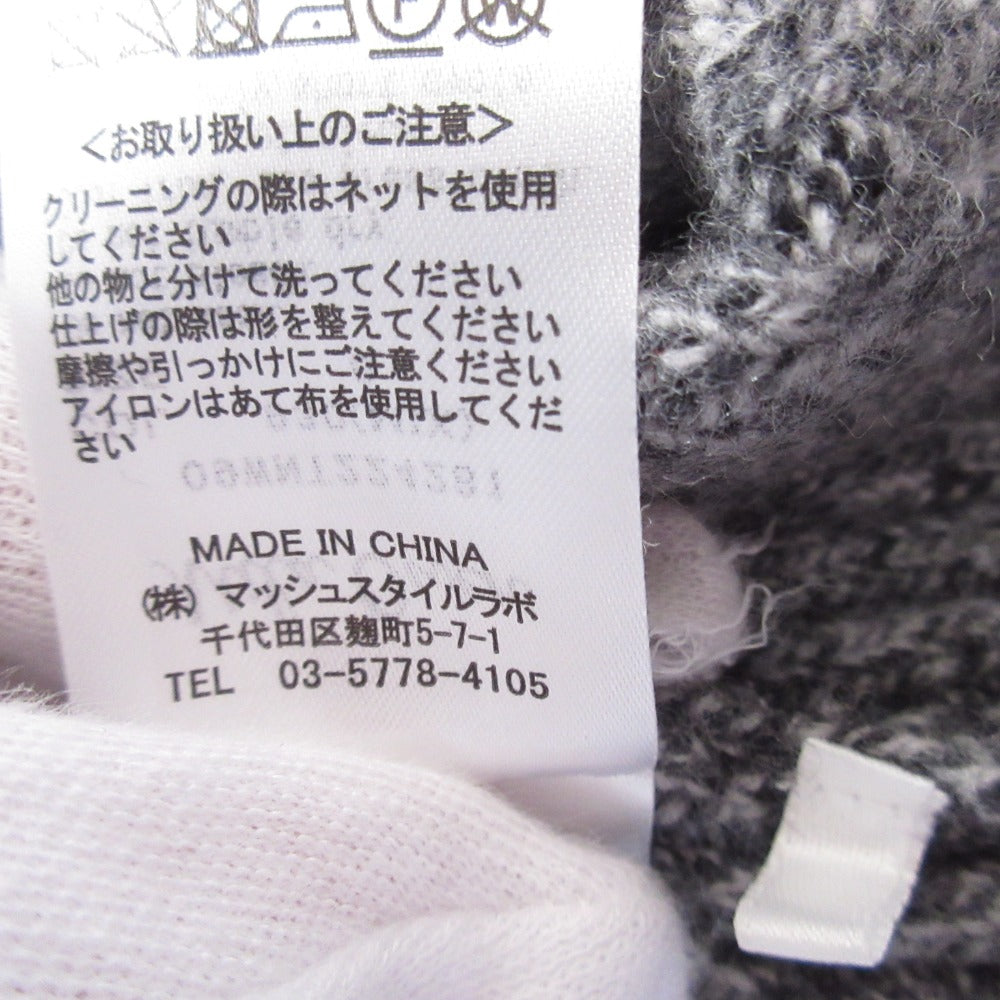 <お取り扱い上のご注意>
クリーニングの際はネットを使用
してください
他の物と分けて洗ってください
仕上げの際は形を整えてください
摩擦や引っかけにご注意ください
アイロンはあて布を使用してくだ
さい
MADE IN CHINA
(株) マッシュスタイルラボ
千代田区麹町5-7-1
TEL 03-5778-4105